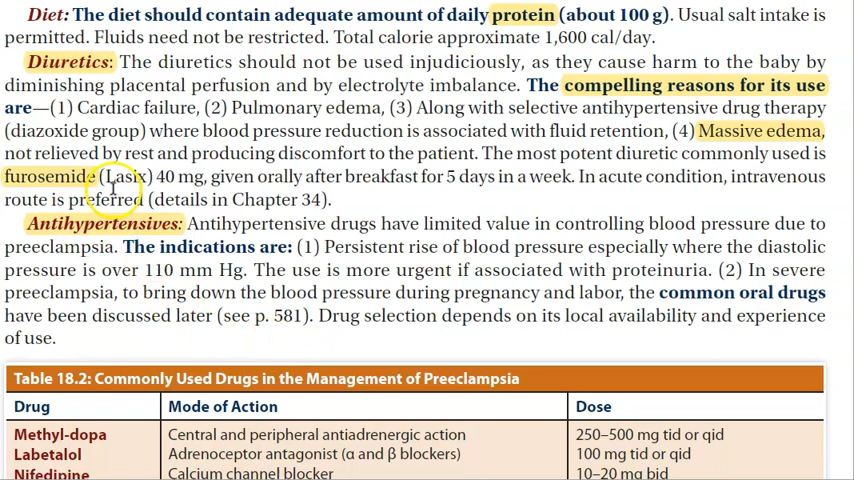 Diet: The diet should contain adequate amount of daily protein (about 100 g). Usual salt intake is
permitted. Fluids need not be restricted. Total calorie approximate 1,600 cal/day.
Diuretics: The diuretics should not be used injudiciously, as they cause harm to the baby by
diminishing placental perfusion and by electrolyte imbalance. The compelling reasons for its use
are—(1) Cardiac failure, (2) Pulmonary edema, (3) Along with selective antihypertensive drug therapy
(diazoxide group) where blood pressure reduction is associated with fluid retention, (4) Massive edema,
not relieved by rest and producing discomfort to the patient. The most potent diuretic commonly used is
furosemide (Lasix) 40 mg, given orally after breakfast for 5 days in a week. In acute condition, intravenous
route is preferred (details in Chapter 34).
Antihypertensives: Antihypertensive drugs have limited value in controlling blood pressure due to
preeclampsia. The indications are: (1) Persistent rise of blood pressure especially where the diastolic
pressure is over 110 mm Hg. The use is more urgent if associated with proteinuria. (2) In severe
preeclampsia, to bring down the blood pressure during pregnancy and labor, the common oral drugs
have been discussed later (see p. 581). Drug selection depends on its local availability and experience
of use.
Table 18.2: Commonly Used Drugs in the Management of Preeclampsia
Drug Mode of Action Dose
Methyl-dopa Central and peripheral antiadrenergic action 250–500 mg tid or qid
Labetalol Adrenoceptor antagonist (α and β blockers) 100 mg tid or qid
Nifedipine Calcium channel blocker 10–20 mg bid